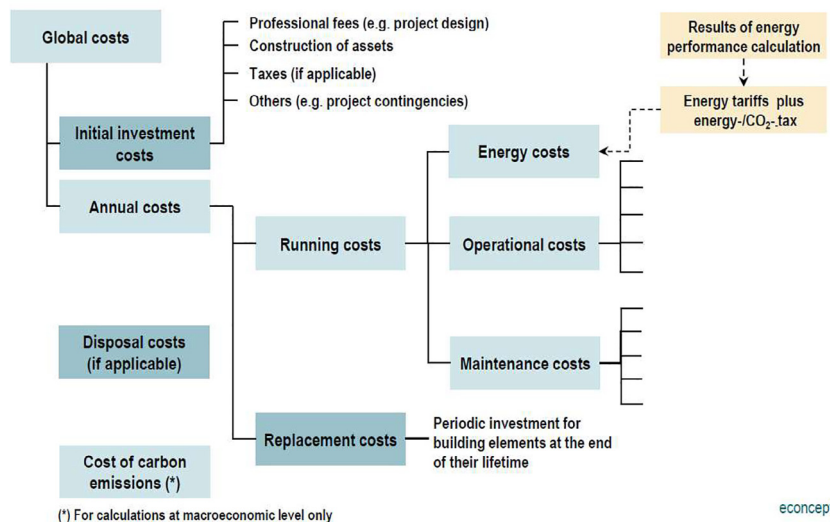 Global costs
Professional fees (e.g. project design)
Construction of assets
Taxes (if applicable)
Others (e.g. project contingencies)
Results of energy
performance calculation
Energy tariffs plus
energy-/CO₂-.tax
Initial investment
costs
Energy costs
Annual costs
Running costs
Operational costs
Disposal costs
(if applicable)
Maintenance costs
Replacement costs
Periodic investment for
building elements at the end
of their lifetime
Cost of carbon
emissions (*)
(*) For calculations at macroeconomic level only
econcep